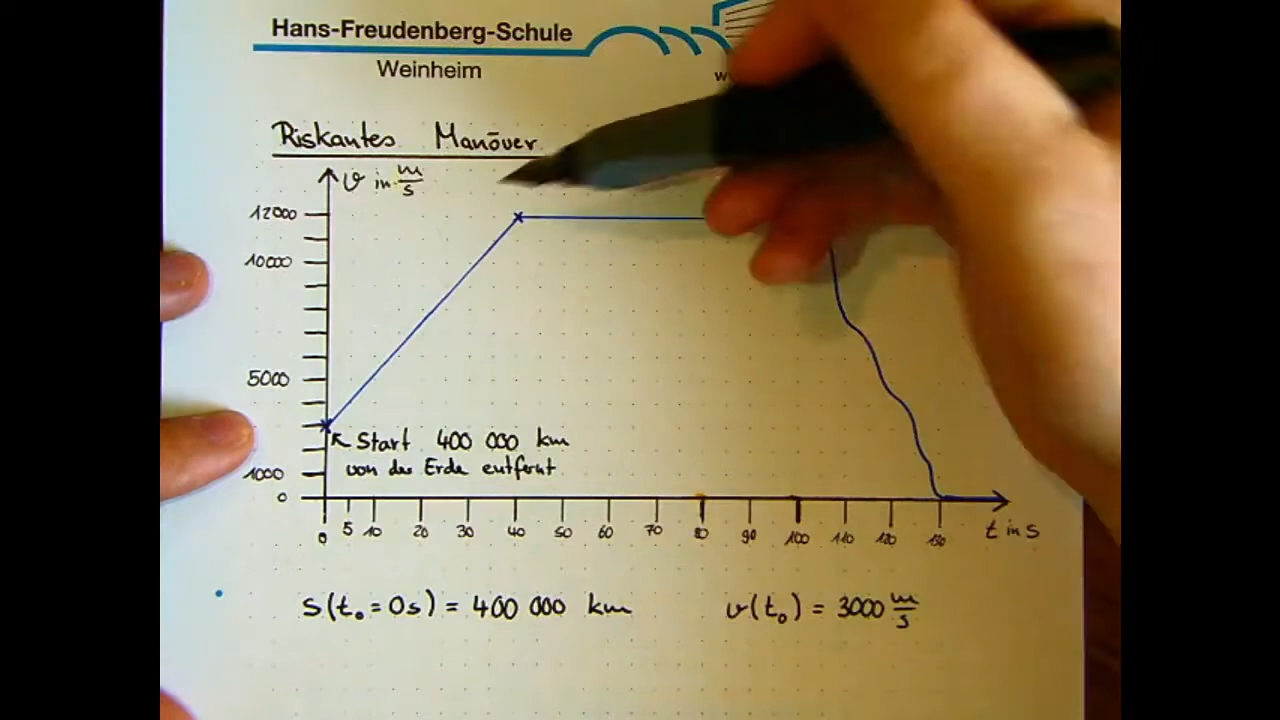 Hans-Freudenberg-Schule
Weinheim
w
Riskantes Manöver
v in m/s
12000
10000
5000
Start 400 000 km
von der Erde entfernt
1000
0
0 5 10 20 30 40 50 60 70 80 90 100 110 120 130 t in s
s(t₀=0s) = 400 000 km v(t₀) = 3000 m/s